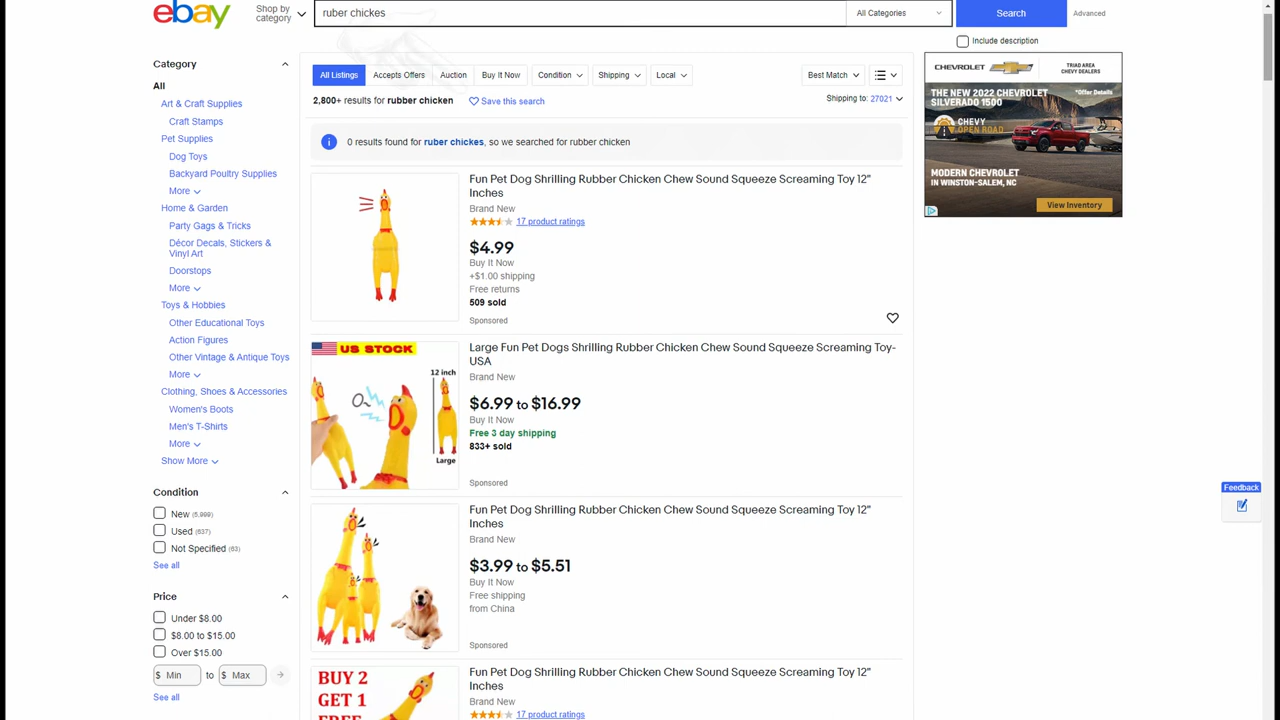 ebay
Shop by
category
ruber chickes
All Categories
Search
Advanced
Include description
Category
All
Art & Craft Supplies
Craft Stamps
Pet Supplies
Dog Toys
Backyard Poultry Supplies
More
Home & Garden
Party Gags & Tricks
Décor Decals, Stickers &
Vinyl Art
Doorstops
More
Toys & Hobbies
Other Educational Toys
Action Figures
Other Vintage & Antique Toys
More
Clothing, Shoes & Accessories
Women's Boots
Men's T-Shirts
More
Show More
Condition
New (5,999)
Used (637)
Not Specified (63)
See all
Price
Under $8.00
$8.00 to $15.00
Over $15.00
$ Min to $ Max
See all
All Listings
Accepts Offers
Auction
Buy It Now
Condition
Shipping
Local
Best Match
2,800+ results for rubber chicken
Save this search
Shipping to: 27021
0 results found for ruber chickes, so we searched for rubber chicken
Fun Pet Dog Shrilling Rubber Chicken Chew Sound Squeeze Screaming Toy 12"
Inches
Brand New
17 product ratings
$4.99
Buy It Now
+$1.00 shipping
Free returns
509 sold
Sponsored
US STOCK
12 inch
Large
Large Fun Pet Dogs Shrilling Rubber Chicken Chew Sound Squeeze Screaming Toy-
USA
Brand New
$6.99 to $16.99
Buy It Now
Free 3 day shipping
833+ sold
Sponsored
Fun Pet Dog Shrilling Rubber Chicken Chew Sound Squeeze Screaming Toy 12"
Inches
Brand New
$3.99 to $5.51
Buy It Now
Free shipping
from China
Sponsored
BUY 2
GET 1
FREE
Fun Pet Dog Shrilling Rubber Chicken Chew Sound Squeeze Screaming Toy 12"
Inches
Brand New
17 product ratings
CHEVROLET
TRIAD AREA
CHEVY DEALERS
THE NEW 2022 CHEVROLET
SILVERADO 1500
*Offer Details
CHEVY
OPEN ROAD
MODERN CHEVROLET
IN WINSTON-SALEM, NC
View Inventory
Feedback